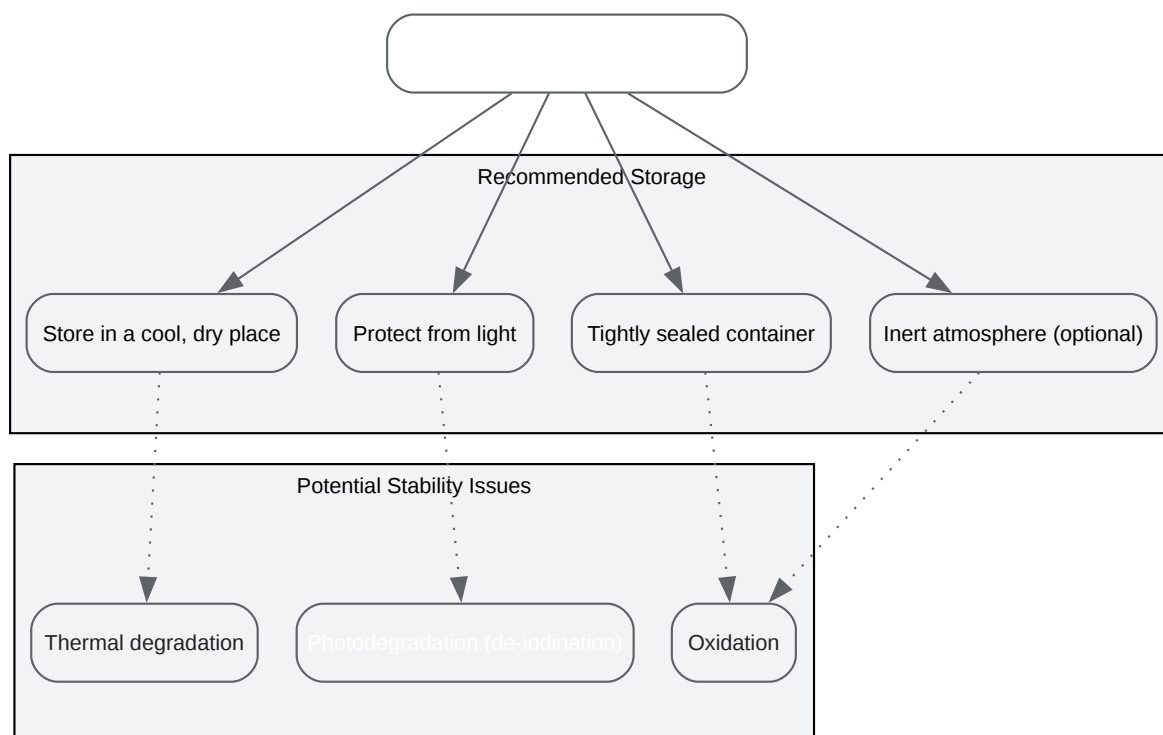 Recommended Storage
Store in a cool, dry place
Protect from light
Tightly sealed container
Inert atmosphere (optional)
Potential Stability Issues
Thermal degradation
Photodegradation (de-iodination)
Oxidation